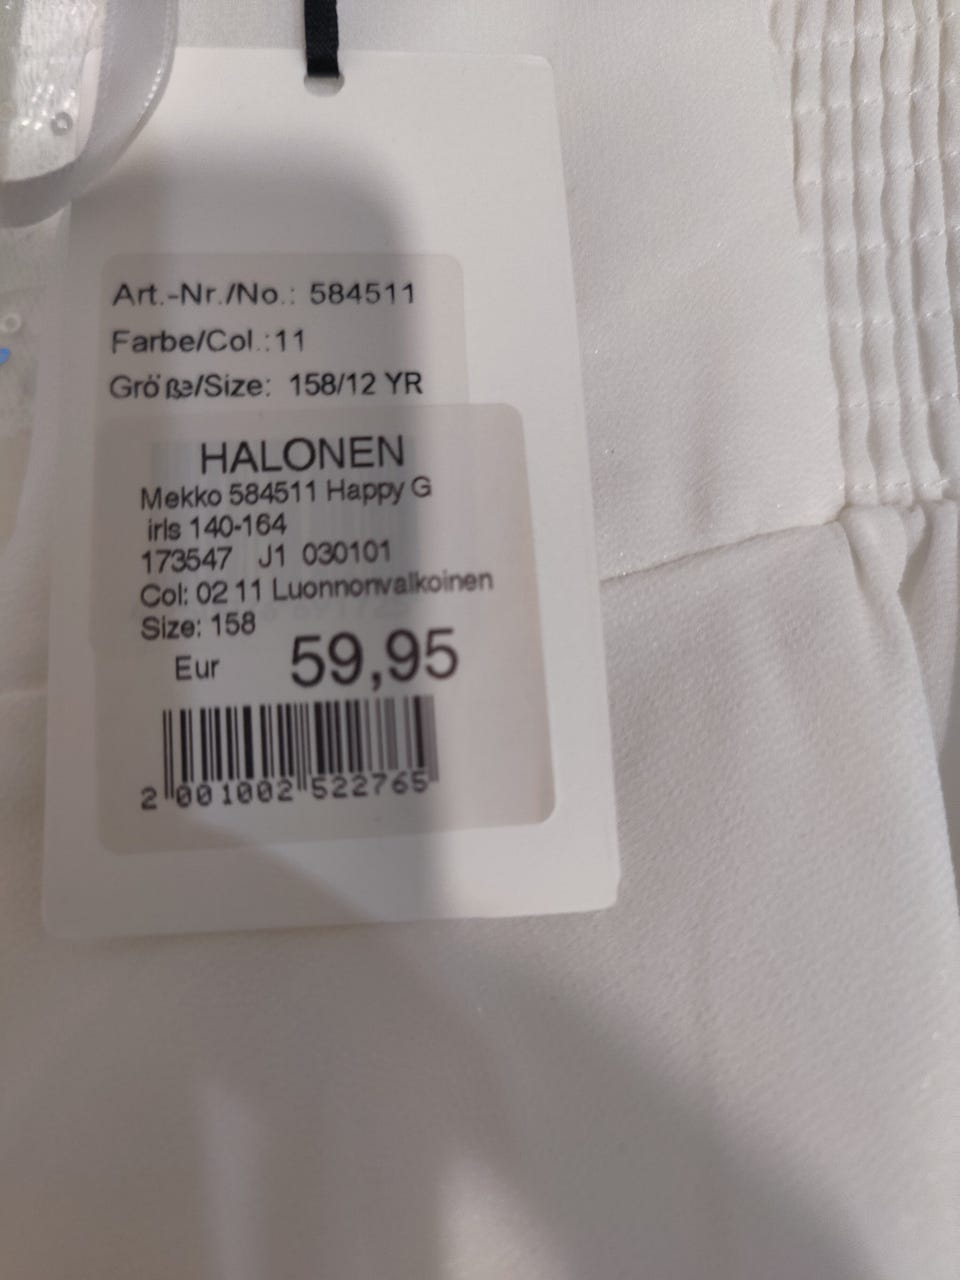 Art.-Nr./No.: 584511
Farbe/Col.:11
Größe/Size: 158/12 YR
HALONEN
Mekko 584511 Happy G
irls 140-164
173547 J1 030101
Col: 02 11 Luonnonvalkoinen
Size: 158
Eur 59,95
2 001002 522765